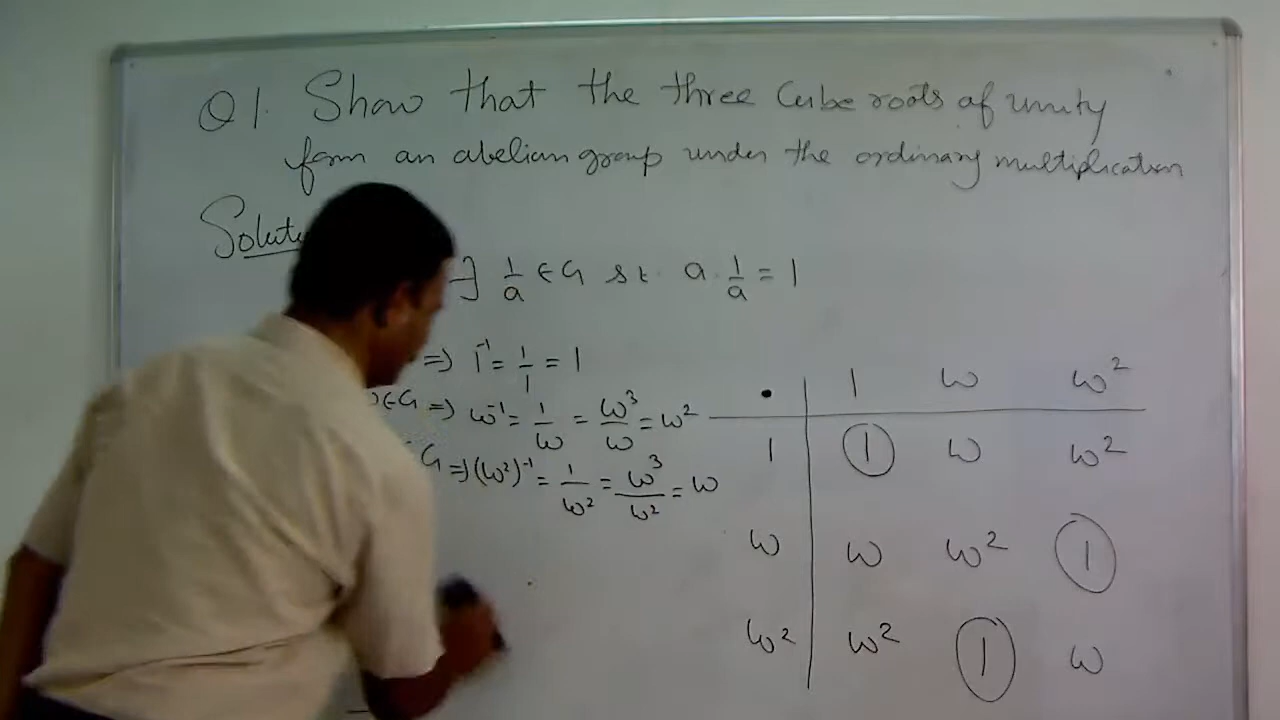 Q1. Show that the three Cube roots of unity
form an abelian group under the ordinary multiplication
Solut
∃ 1/a ∈ G st a · 1/a = 1
⇒ 1⁻¹ = 1/1 = 1
∈ G ⇒ ω⁻¹ = 1/ω = ω³/ω = ω²
G ⇒ (ω²)⁻¹ = 1/ω² = ω³/ω² = ω
• 1 ω ω²
1 1 ω ω²
ω ω ω² 1
ω² ω² 1 ω